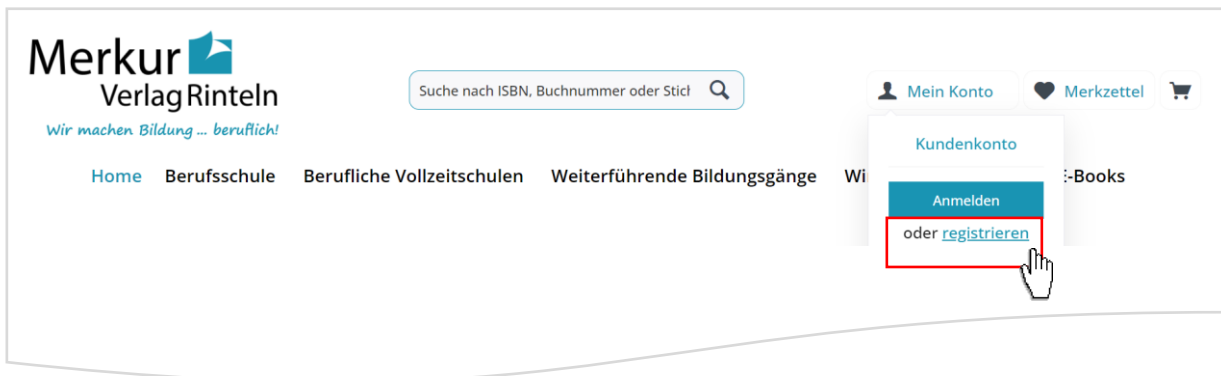 Merkur
Verlag Rinteln
Wir machen Bildung ... beruflich!
Suche nach ISBN, Buchnummer oder Stich
Mein Konto
Merkzettel
Kundenkonto
Anmelden
oder registrieren
Home Berufsschule Berufliche Vollzeitschulen Weiterführende Bildungsgänge Wi E-Books